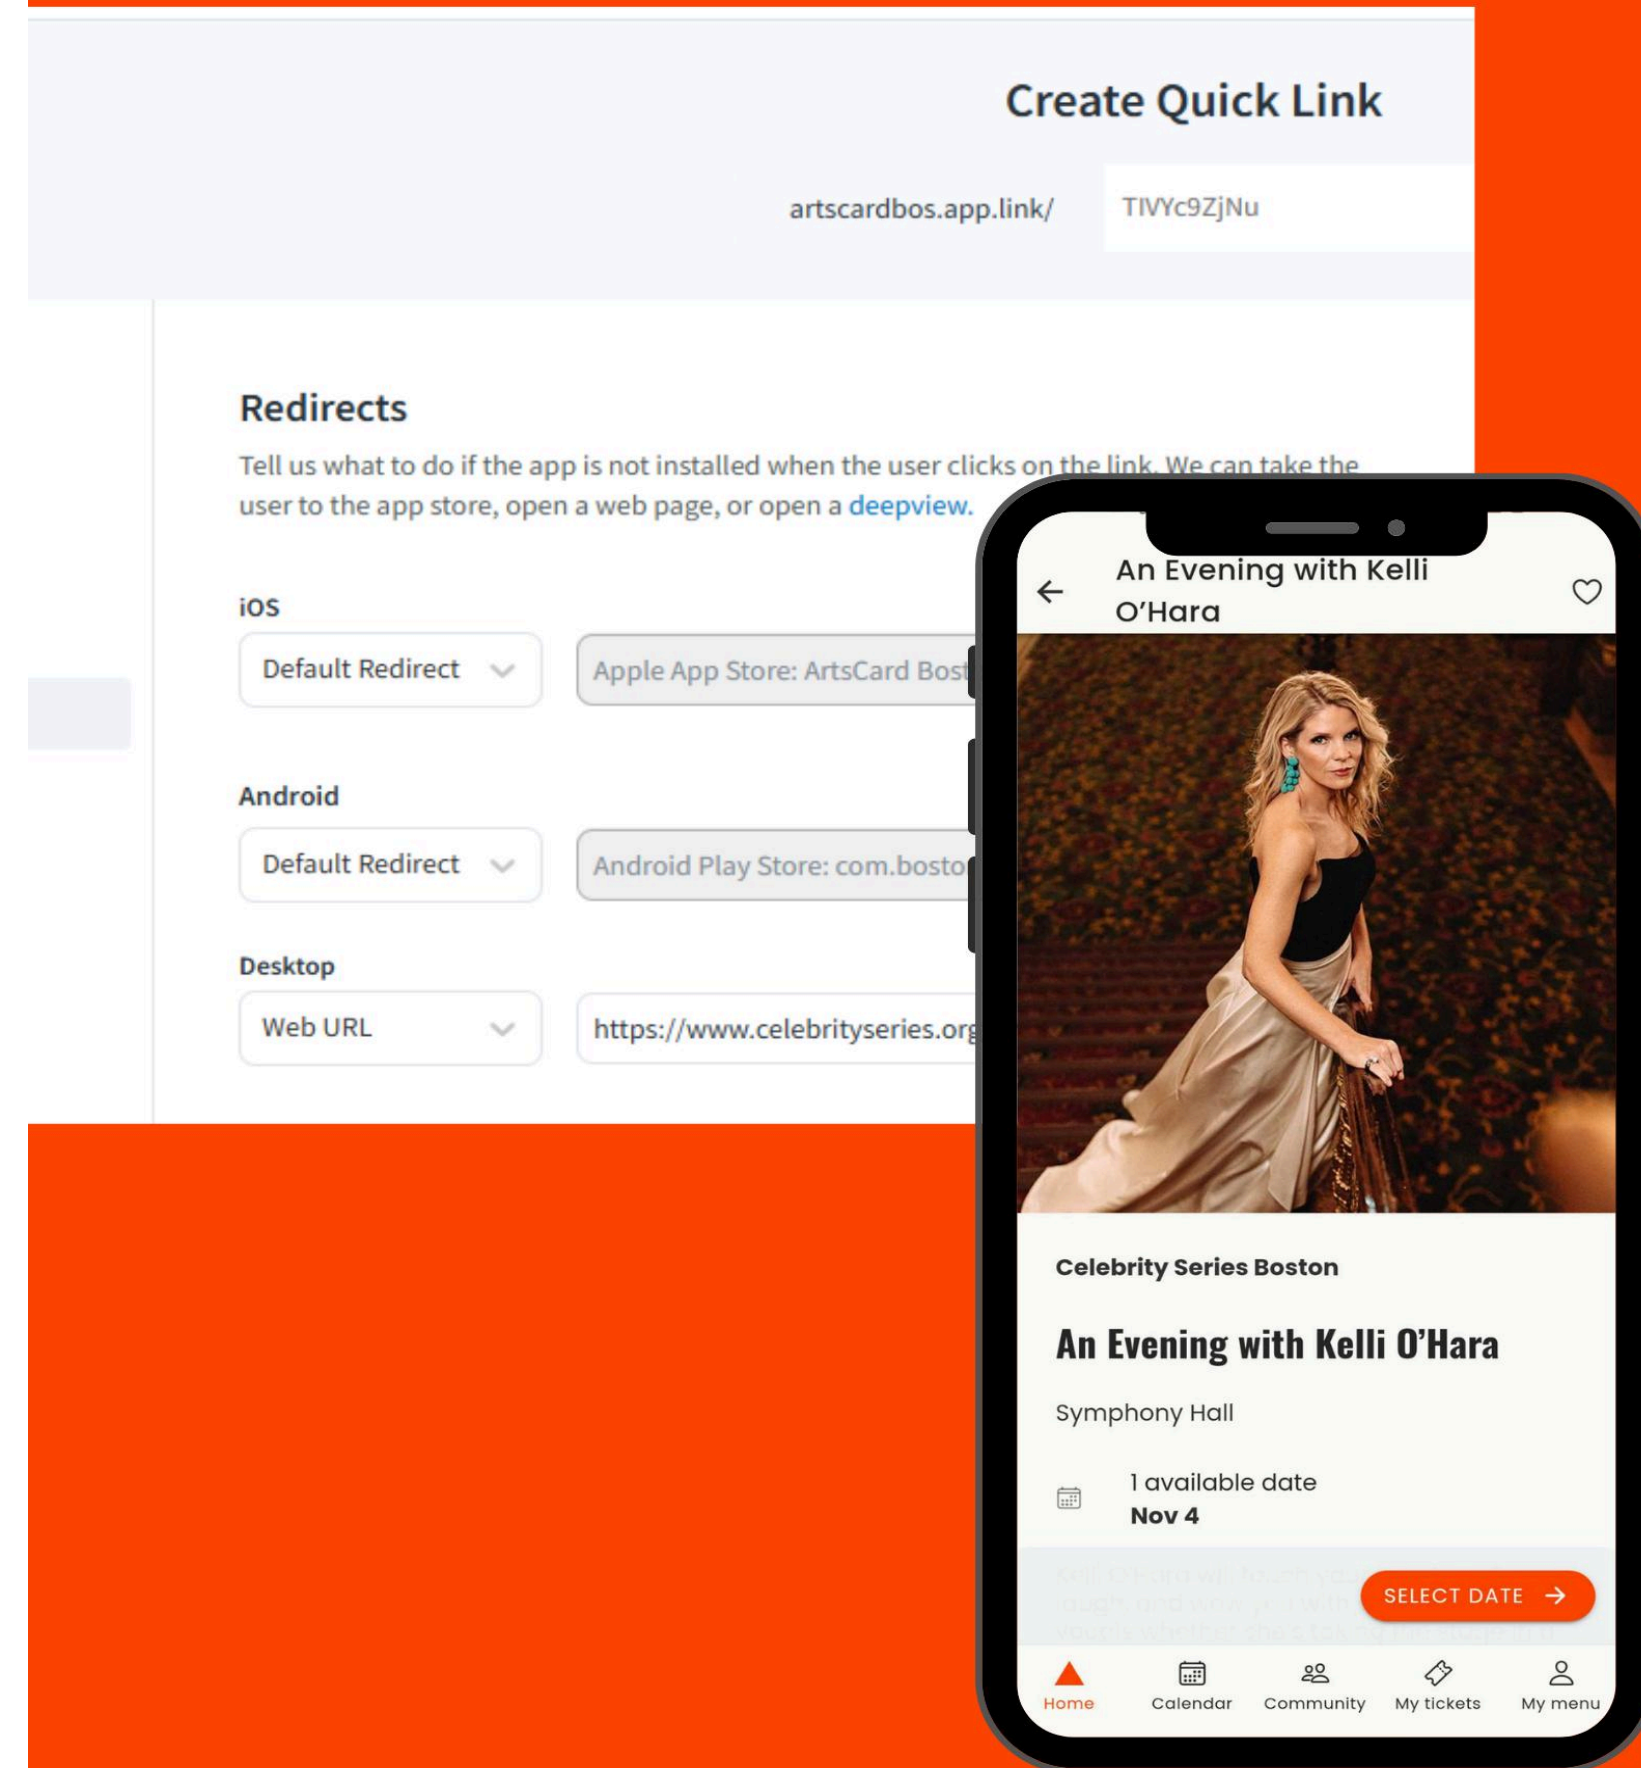 Create Quick Link
artscardbos.app.link/ TIVYc9ZjNu
Redirects
Tell us what to do if the app is not installed when the user clicks on the link. We can take the
user to the app store, open a web page, or open a deepview.
iOS
Default Redirect Apple App Store: ArtsCard Bost
Android
Default Redirect Android Play Store: com.bosto
Desktop
Web URL https://www.celebrityseries.org
An Evening with Kelli
O’Hara
Celebrity Series Boston
An Evening with Kelli O’Hara
Symphony Hall
1 available date
Nov 4
SELECT DATE
Home Calendar Community My tickets My menu